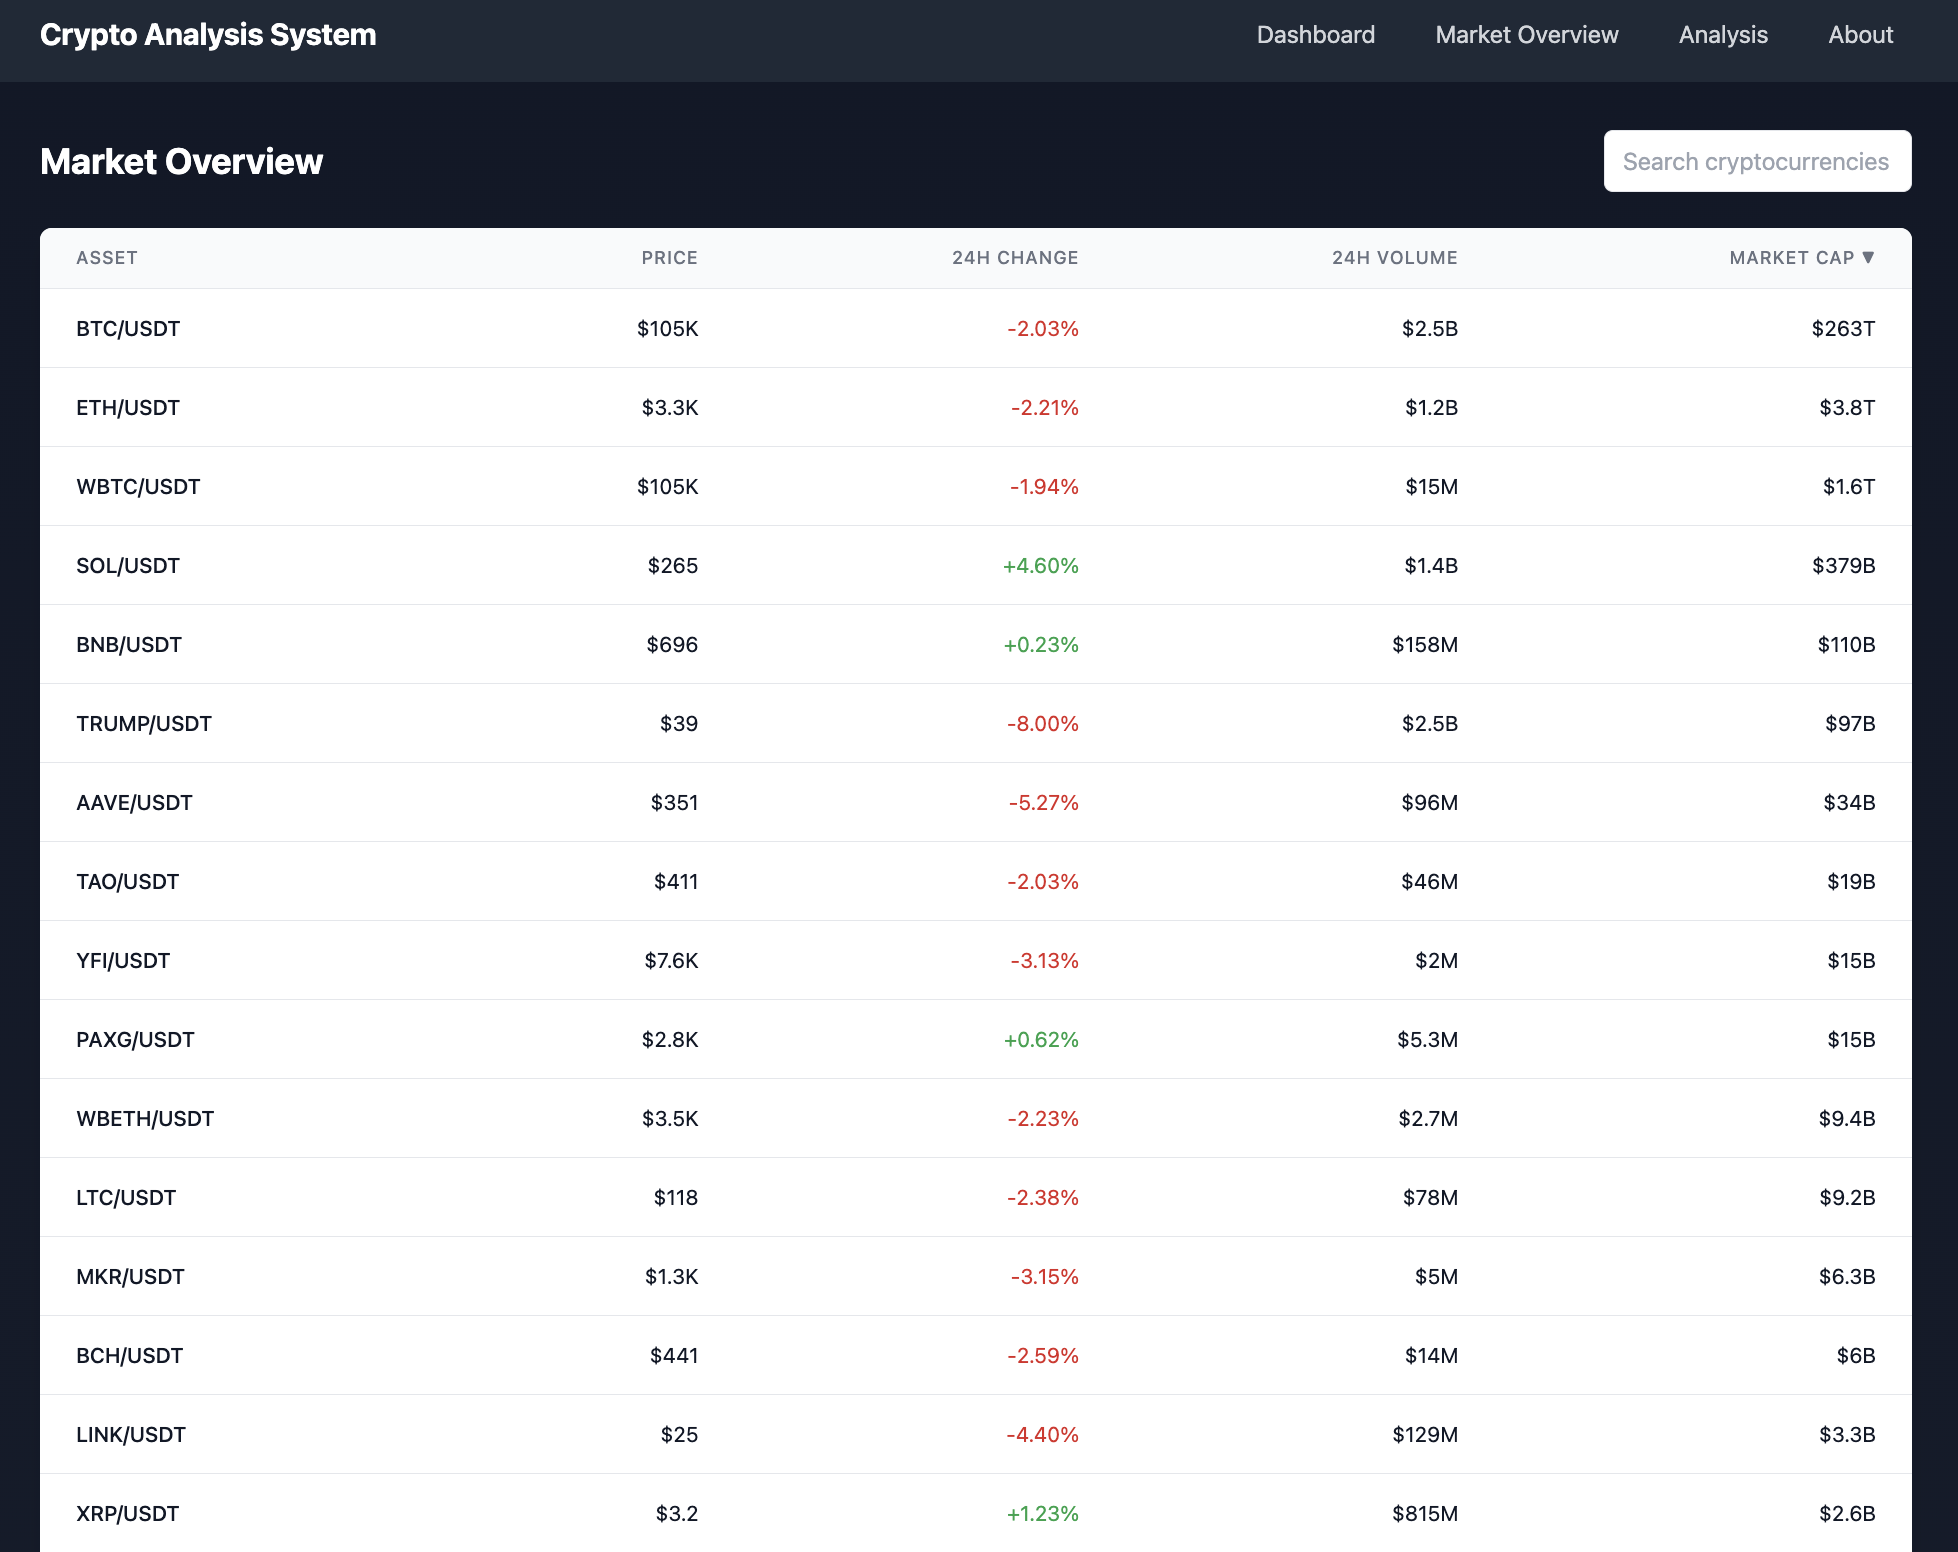 Crypto Analysis System Dashboard Market Overview Analysis About
Market Overview Search cryptocurrencies
ASSET PRICE 24H CHANGE 24H VOLUME MARKET CAP ▼
BTC/USDT $105K -2.03% $2.5B $263T
ETH/USDT $3.3K -2.21% $1.2B $3.8T
WBTC/USDT $105K -1.94% $15M $1.6T
SOL/USDT $265 +4.60% $1.4B $379B
BNB/USDT $696 +0.23% $158M $110B
TRUMP/USDT $39 -8.00% $2.5B $97B
AAVE/USDT $351 -5.27% $96M $34B
TAO/USDT $411 -2.03% $46M $19B
YFI/USDT $7.6K -3.13% $2M $15B
PAXG/USDT $2.8K +0.62% $5.3M $15B
WBETH/USDT $3.5K -2.23% $2.7M $9.4B
LTC/USDT $118 -2.38% $78M $9.2B
MKR/USDT $1.3K -3.15% $5M $6.3B
BCH/USDT $441 -2.59% $14M $6B
LINK/USDT $25 -4.40% $129M $3.3B
XRP/USDT $3.2 +1.23% $815M $2.6B